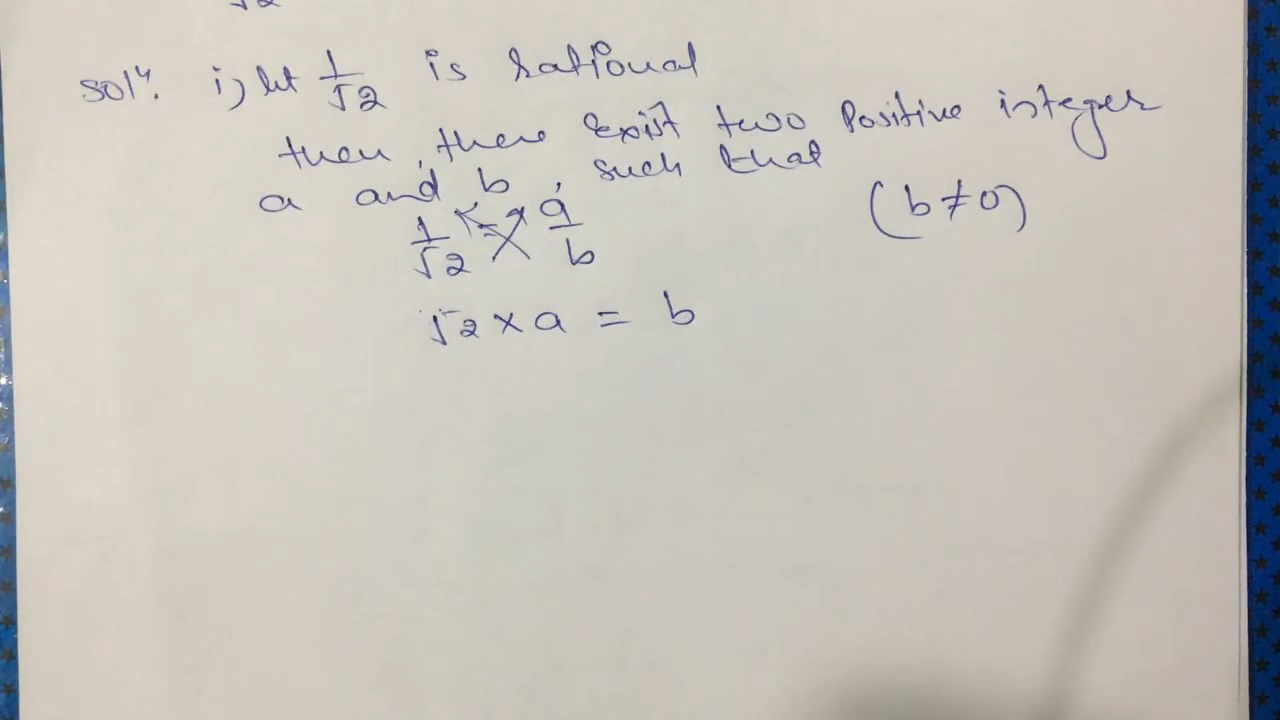 √2
Solⁿ. i) let 1/√2 is rational
then, there exist two Positive integer
a and b, such that
1/√2 = a/b (b ≠ 0)
√2 × a = b